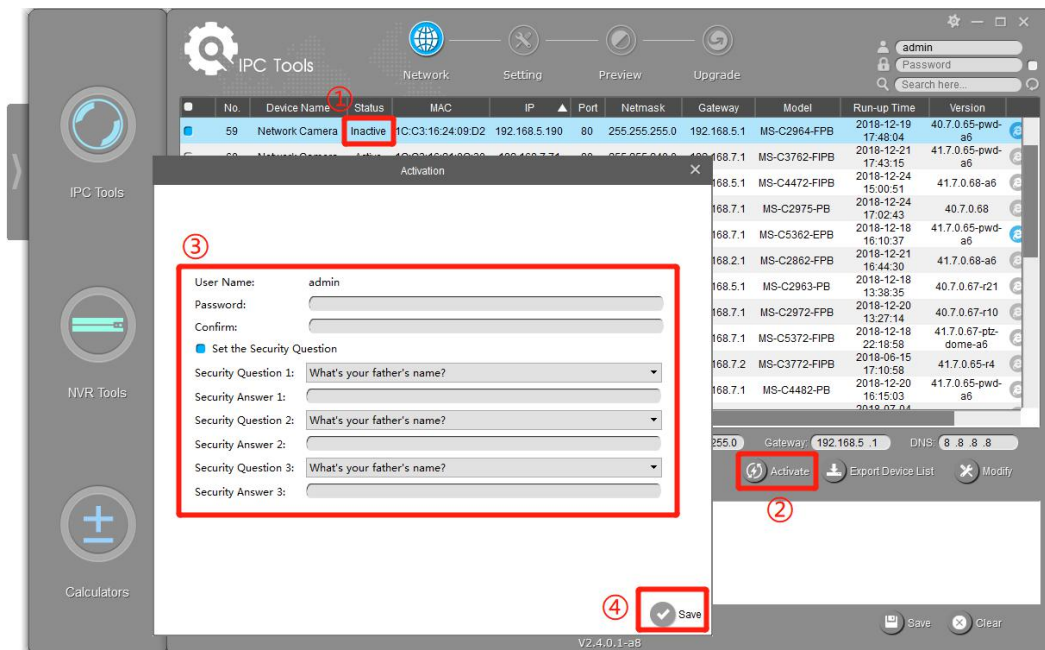 IPC Tools
Network
Setting
Preview
Upgrade
admin
Password
Search here...
No. Device Name Status MAC IP Port Netmask Gateway Model Run-up Time Version
①
59 Network Camera Inactive 1C:C3:16:24:09:D2 192.168.5.190 80 255.255.255.0 192.168.5.1 MS-C2964-FPB 2018-12-19 17:48:04 40.7.0.65-pwd-a6
168.7.1 MS-C3762-FIPB 2018-12-21 17:43:15 41.7.0.65-pwd-a6
168.5.1 MS-C4472-FIPB 2018-12-24 15:00:51 41.7.0.68-a6
168.7.1 MS-C2975-PB 2018-12-24 17:02:43 40.7.0.68
168.7.1 MS-C5362-EPB 2018-12-18 16:10:37 41.7.0.65-pwd-a6
168.2.1 MS-C2862-FPB 2018-12-21 16:44:30 41.7.0.68-a6
168.5.1 MS-C2963-PB 2018-12-18 13:38:35 40.7.0.67-r21
168.7.1 MS-C2972-FPB 2018-12-20 13:27:14 40.7.0.67-r10
168.7.1 MS-C5372-FIPB 2018-12-18 22:18:58 41.7.0.67-ptz-dome-a6
168.7.2 MS-C3772-FIPB 2018-06-15 17:10:58 41.7.0.65-r4
168.7.1 MS-C4482-PB 2018-12-20 16:15:03 41.7.0.65-pwd-a6
2018-07-04
255.0 Gateway: 192.168.5 .1 DNS: 8 .8 .8 .8
Activate
Export Device List
Modify
②
Save
Clear
V2.4.0.1-a8
IPC Tools
NVR Tools
Calculators
Activation
③
User Name: admin
Password:
Confirm:
Set the Security Question
Security Question 1: What's your father's name?
Security Answer 1:
Security Question 2: What's your father's name?
Security Answer 2:
Security Question 3: What's your father's name?
Security Answer 3:
④
Save